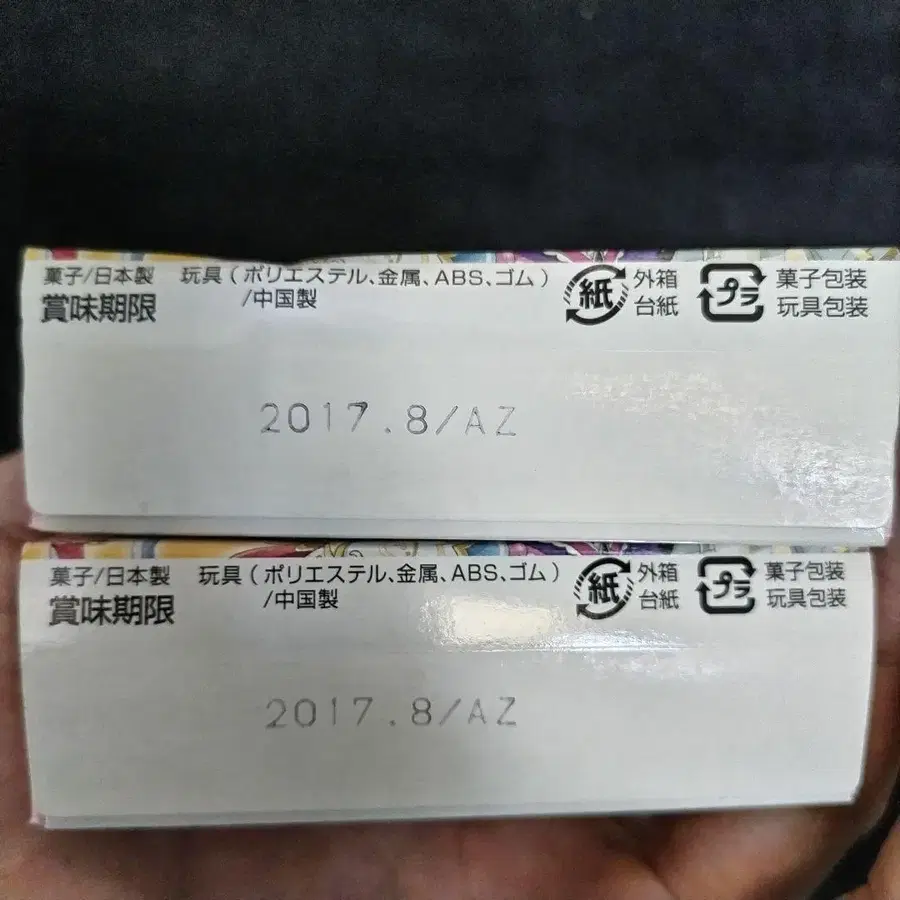 菓子/日本製 玩具(ポリエステル、金属、ABS、ゴム)
/中国製
賞味期限
紙 外箱
台紙
プラ 菓子包装
玩具包装
2017.8/AZ
菓子/日本製 玩具(ポリエステル、金属、ABS、ゴム)
/中国製
賞味期限
紙 外箱
台紙
プラ 菓子包装
玩具包装
2017.8/AZ